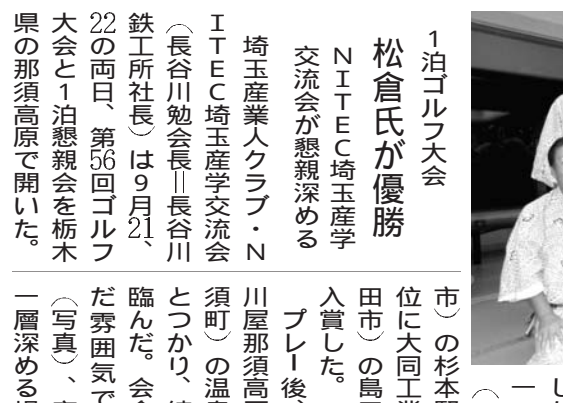 1泊ゴルフ大会
松倉氏が優勝
NITEC埼玉産学
交流会が懇親深める
埼玉産業人クラブ・N
ITEC埼玉産学交流会
(長谷川勉会長=長谷川
鉄工所社長)は9月21、
22の両日、第56回ゴルフ
大会と1泊懇親会を栃木
県の那須高原で開いた。
市)の杉本
位に大同工業
田市)の島
入賞した。
プレー後、
川屋那須高
須町)の温
とつかり、
臨んだ。会
だ雰囲気で
(写真)、
一層深める